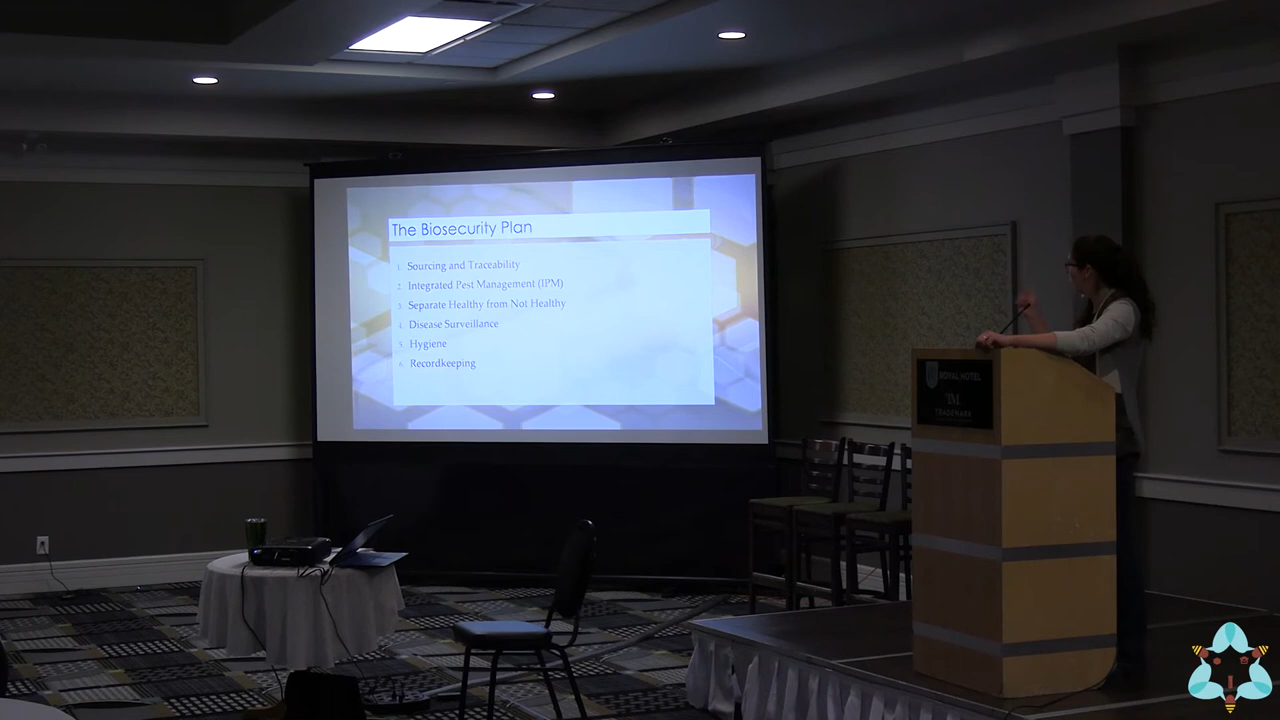 The Biosecurity Plan
1. Sourcing and Traceability
2. Integrated Pest Management (IPM)
3. Separate Healthy from Not Healthy
4. Disease Surveillance
5. Hygiene
6. Recordkeeping
ROYAL HOTEL
TRADEMARK